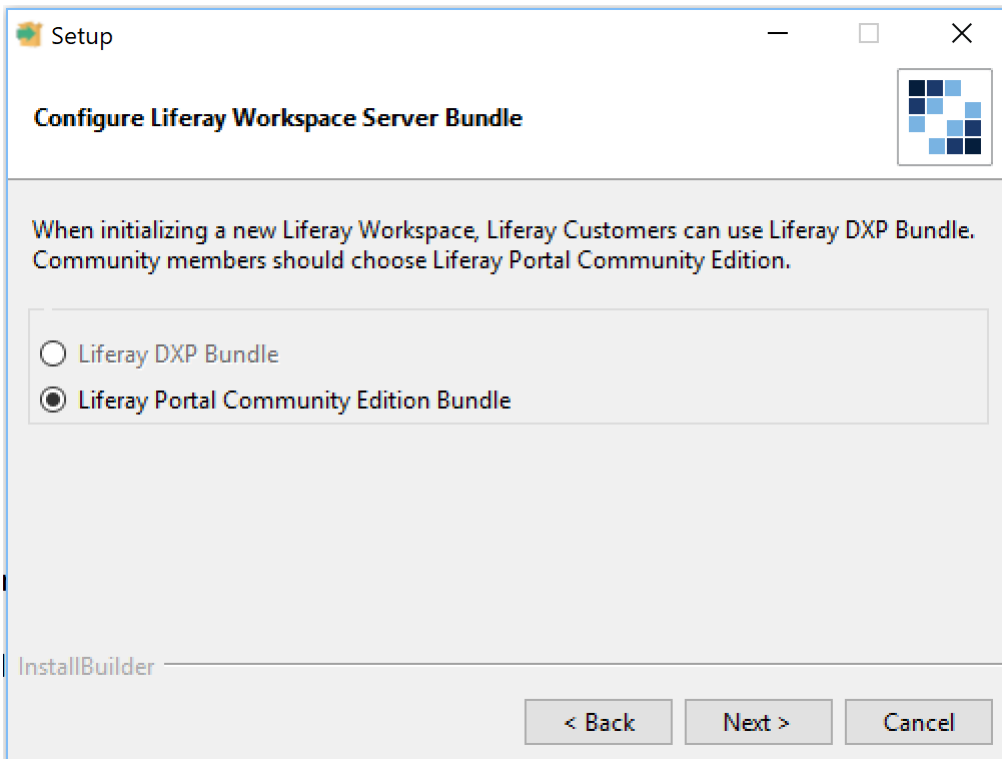 Setup
Configure Liferay Workspace Server Bundle
When initializing a new Liferay Workspace, Liferay Customers can use Liferay DXP Bundle.
Community members should choose Liferay Portal Community Edition.
Liferay DXP Bundle
Liferay Portal Community Edition Bundle
InstallBuilder
< Back
Next >
Cancel